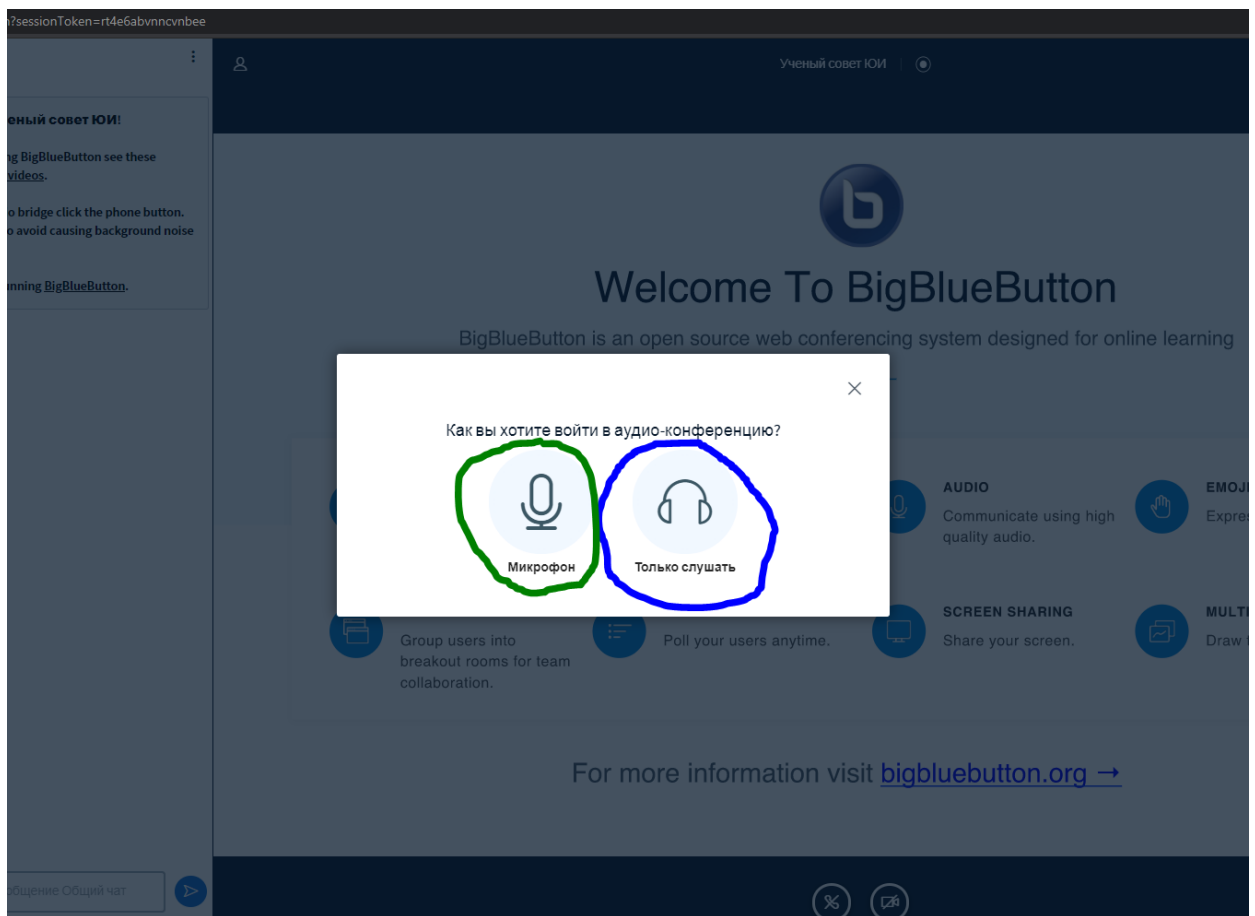 n?sessionToken=rt4e6abvnncvnbee
Ученый совет ЮИ
еный совет ЮИ!
ng BigBlueButton see these
videos.
o bridge click the phone button.
o avoid causing background noise
unning BigBlueButton.
Welcome To BigBlueButton
BigBlueButton is an open source web conferencing system designed for online learning
Как вы хотите войти в аудио-конференцию?
Микрофон
Только слушать
AUDIO
Communicate using high
quality audio.
EMOJI
Expres
Group users into
breakout rooms for team
collaboration.
Poll your users anytime.
SCREEN SHARING
Share your screen.
MULTI
Draw t
For more information visit bigbluebutton.org →
общение Общий чат